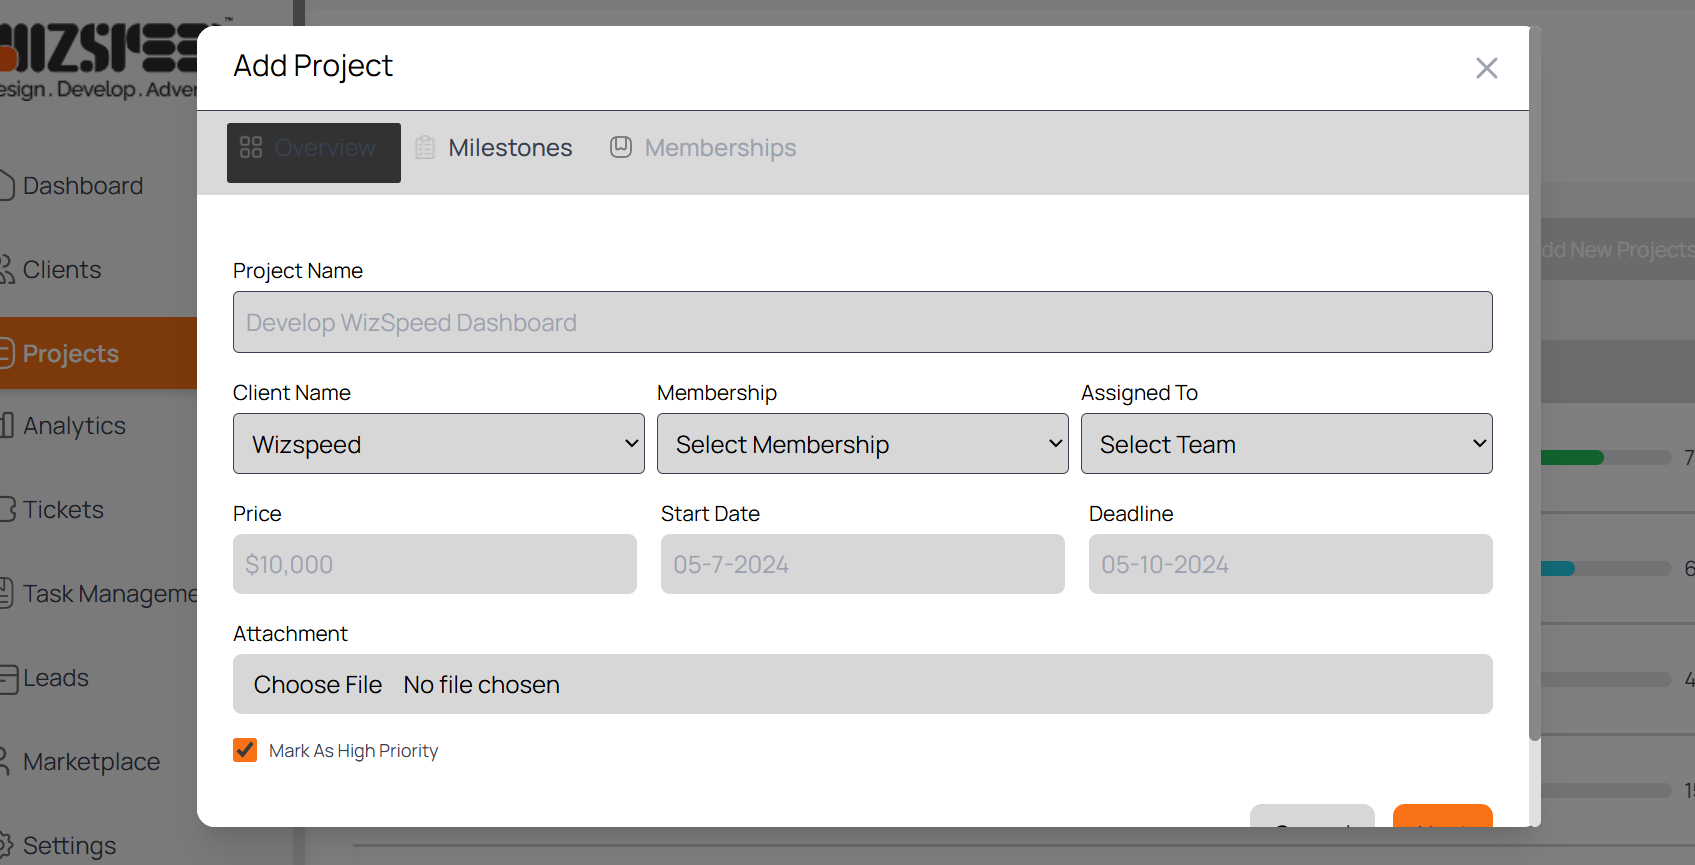 WIZSPEE
™
esign . Develop . Adver
Dashboard
Clients
Projects
Analytics
Tickets
Task Manageme
Leads
Marketplace
Settings
Add Project
Overview
Milestones
Memberships
Project Name
Develop WizSpeed Dashboard
Client Name
Membership
Assigned To
Wizspeed
Select Membership
Select Team
Price
Start Date
Deadline
$10,000
05-7-2024
05-10-2024
Attachment
Choose File No file chosen
Mark As High Priority
dd New Projects
7
6
4
15